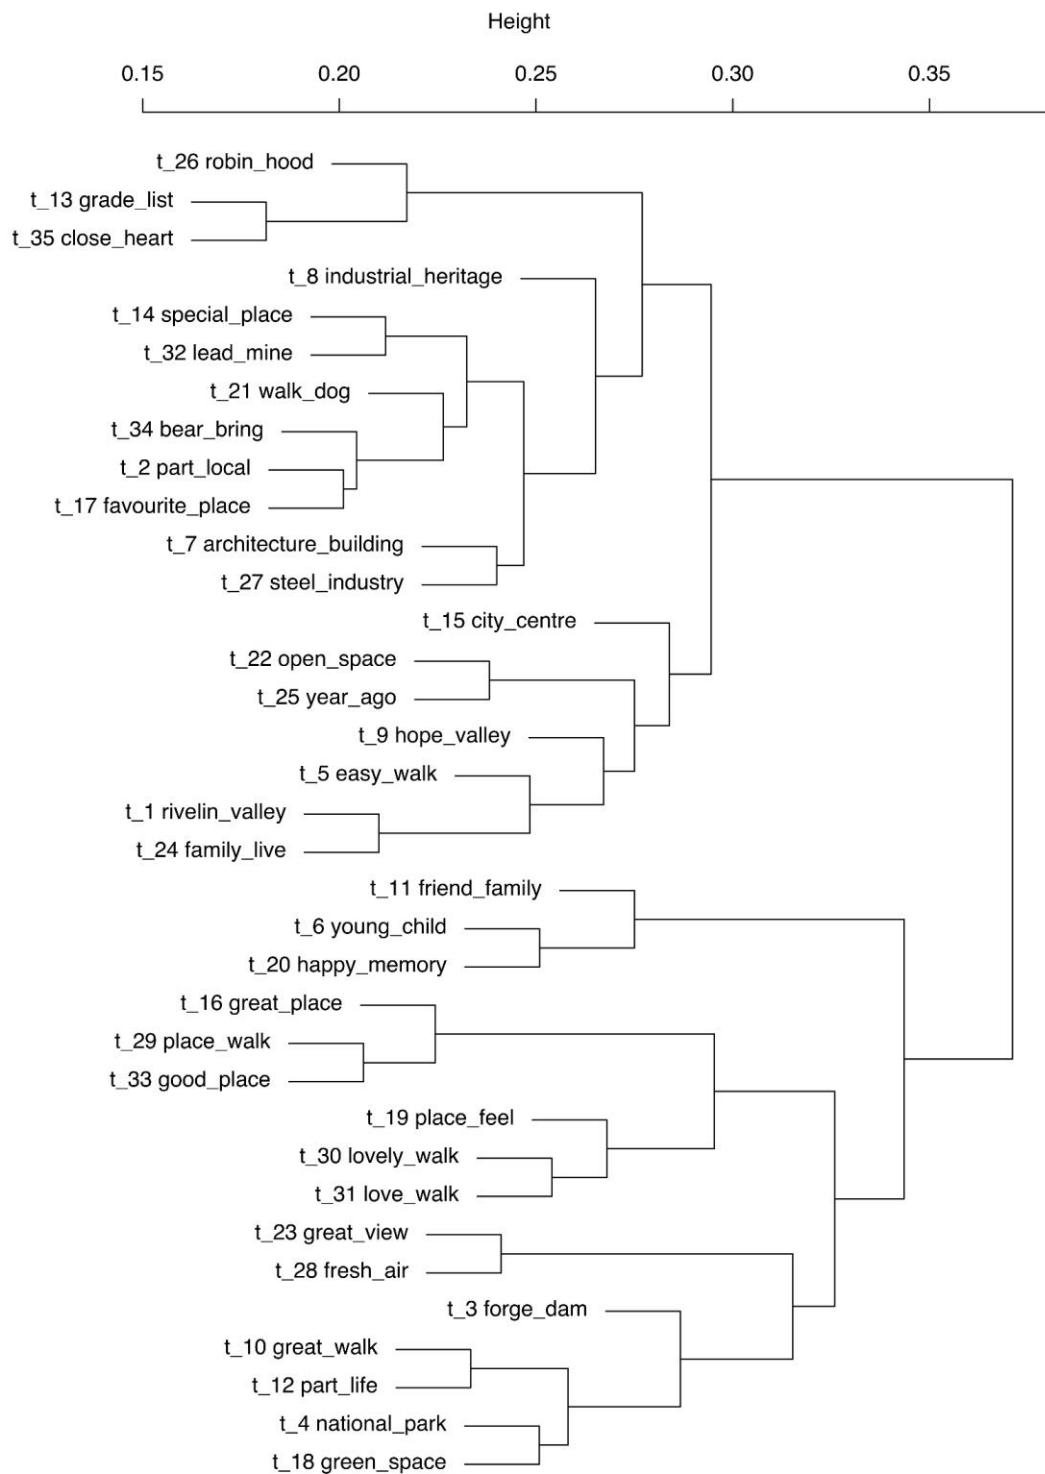 Height
0.15 0.20 0.25 0.30 0.35
t_26 robin_hood
t_13 grade_list
t_35 close_heart
t_8 industrial_heritage
t_14 special_place
t_32 lead_mine
t_21 walk_dog
t_34 bear_bring
t_2 part_local
t_17 favourite_place
t_7 architecture_building
t_27 steel_industry
t_15 city_centre
t_22 open_space
t_25 year_ago
t_9 hope_valley
t_5 easy_walk
t_1 rivelin_valley
t_24 family_live
t_11 friend_family
t_6 young_child
t_20 happy_memory
t_16 great_place
t_29 place_walk
t_33 good_place
t_19 place_feel
t_30 lovely_walk
t_31 love_walk
t_23 great_view
t_28 fresh_air
t_3 forge_dam
t_10 great_walk
t_12 part_life
t_4 national_park
t_18 green_space